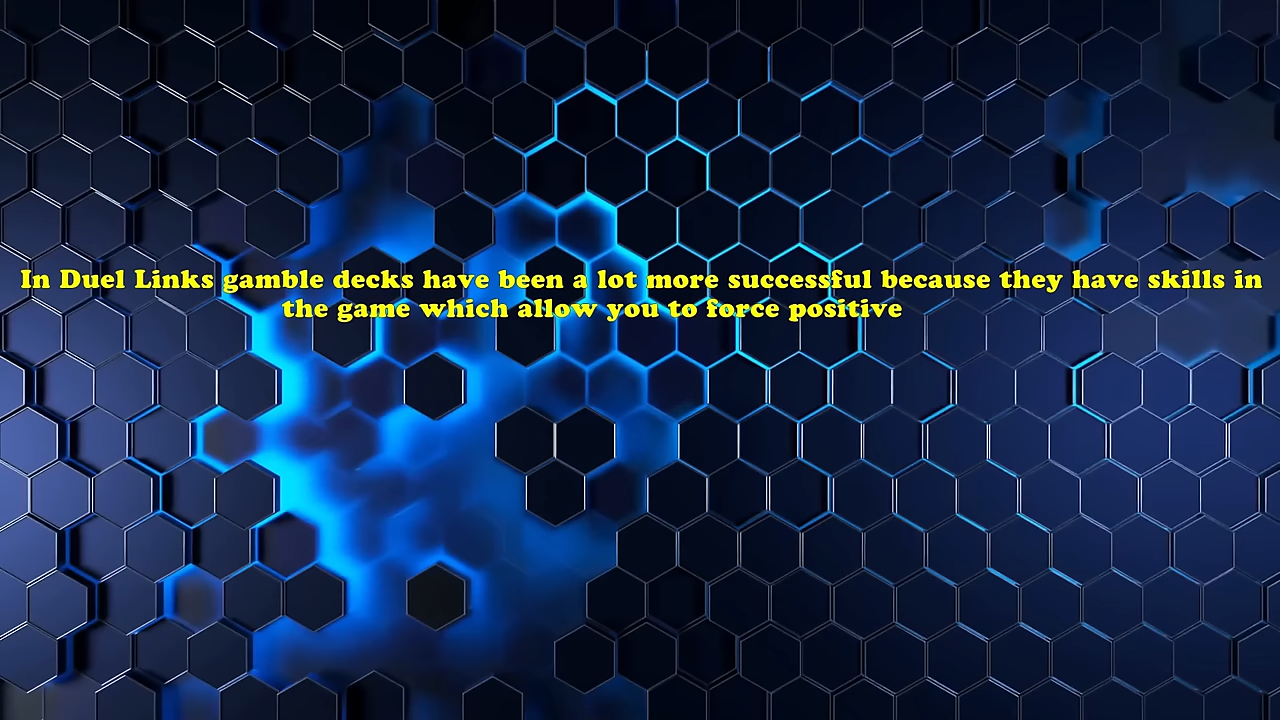 In Duel Links gamble decks have been a lot more successful because they have skills in
the game which allow you to force positive